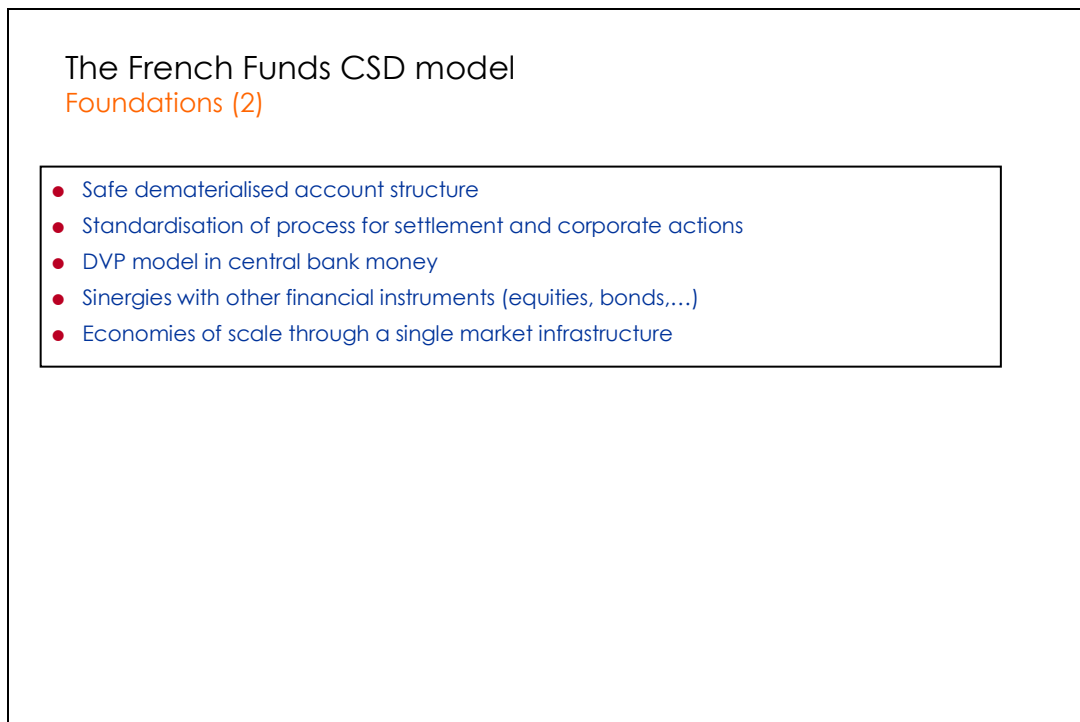 The French Funds CSD model
Foundations (2)
● Safe dematerialised account structure
● Standardisation of process for settlement and corporate actions
● DVP model in central bank money
● Sinergies with other financial instruments (equities, bonds,…)
● Economies of scale through a single market infrastructure